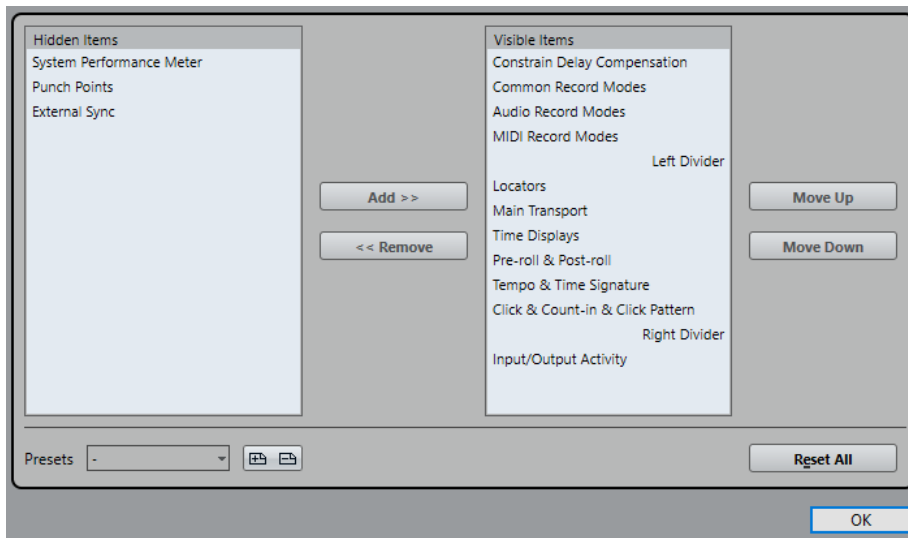 Hidden Items
System Performance Meter
Punch Points
External Sync
Add >>
<< Remove
Visible Items
Constrain Delay Compensation
Common Record Modes
Audio Record Modes
MIDI Record Modes
Left Divider
Locators
Main Transport
Time Displays
Pre-roll & Post-roll
Tempo & Time Signature
Click & Count-in & Click Pattern
Right Divider
Input/Output Activity
Move Up
Move Down
Presets -
Reset All
OK